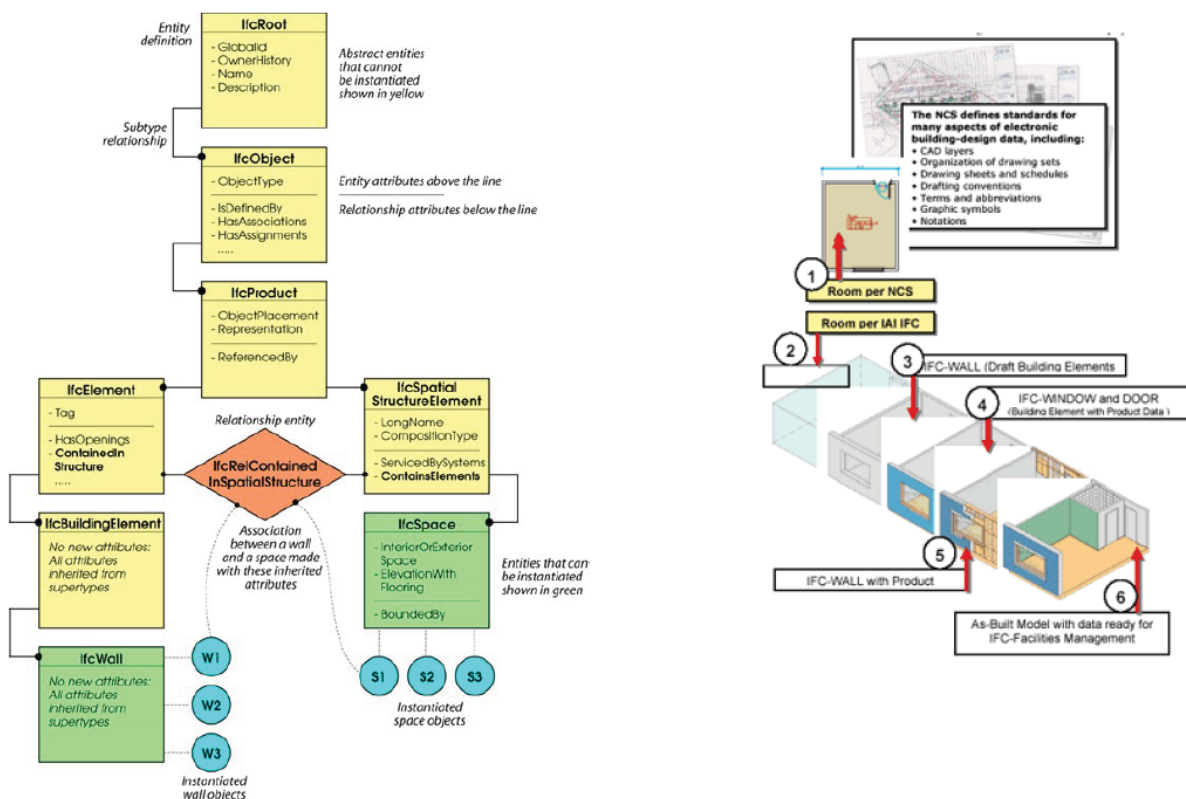 Entity
definition
IfcRoot
- GlobalId
- OwnerHistory
- Name
- Description
Abstract entities
that cannot
be instantiated
shown in yellow
Subtype
relationship
IfcObject
- ObjectType
- IsDefinedBy
- HasAssociations
- HasAssignments
.....
Entity attributes above the line
Relationship attributes below the line
IfcProduct
- ObjectPlacement
- Representation
- ReferencedBy
IfcElement
- Tag
- HasOpenings
- ContainedIn
Structure
.....
Relationship entity
IfcRelContained
InSpatialStructure
IfcSpatial
StructureElement
- LongName
- CompositionType
- ServicedBySystems
- ContainsElements
IfcBuildingElement
No new attributes:
All attributes
inherited from
supertypes
Association
between a wall
and a space made
with these inherited
attributes
IfcSpace
- InteriorOrExterior
Space
- ElevationWith
Flooring
- BoundedBy
Entities that can
be instantiated
shown in green
IfcWall
No new attributes:
All attributes
inherited from
supertypes
W1
W2
W3
Instantiated
wall objects
S1 S2 S3
Instantiated
space objects
The NCS defines standards for
many aspects of electronic
building-design data, including:
• CAD layers
• Organization of drawing sets
• Drawing sheets and schedules
• Drafting conventions
• Terms and abbreviations
• Graphic symbols
• Notations
1
Room per NCS
Room per IAI IFC
2
3
IFC-WALL (Draft Building Elements
4
IFC-WINDOW and DOOR
(Building Element with Product Data )
5
IFC-WALL with Product
6
As-Built Model with data ready for
IFC-Facilities Management